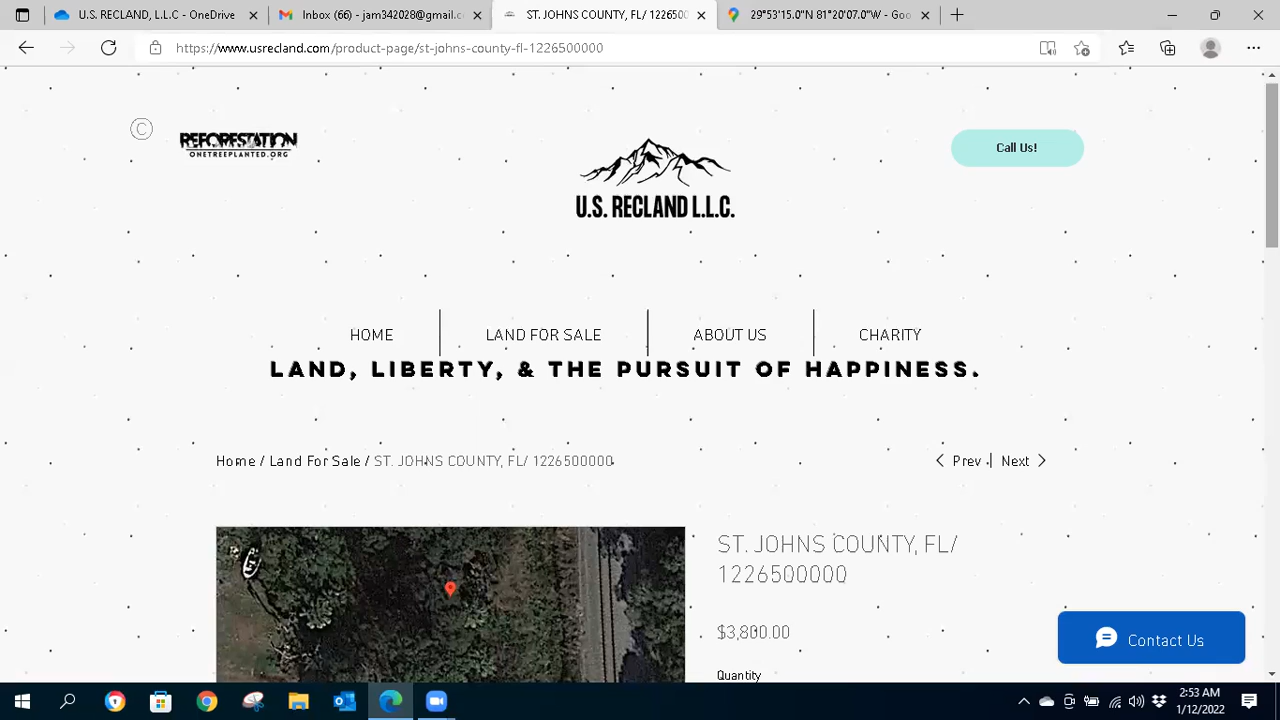 U.S. RECLAND, L.L.C - OneDrive
Inbox (66) - jam342028@gmail.c
ST. JOHNS COUNTY, FL/ 12265000
29°53'15.0"N 81°20'07.0"W - Goo
https://www.usrecland.com/product-page/st-johns-county-fl-1226500000
©
REFORESTATION
ONETREEPLANTED.ORG
U.S. RECLAND L.L.C.
Call Us!
HOME
LAND FOR SALE
ABOUT US
CHARITY
LAND, LIBERTY, & THE PURSUIT OF HAPPINESS.
Home / Land For Sale / ST. JOHNS COUNTY, FL/ 1226500000
Prev | Next
ST. JOHNS COUNTY, FL/
1226500000
$3,800.00
Quantity
Contact Us
2:53 AM
1/12/2022